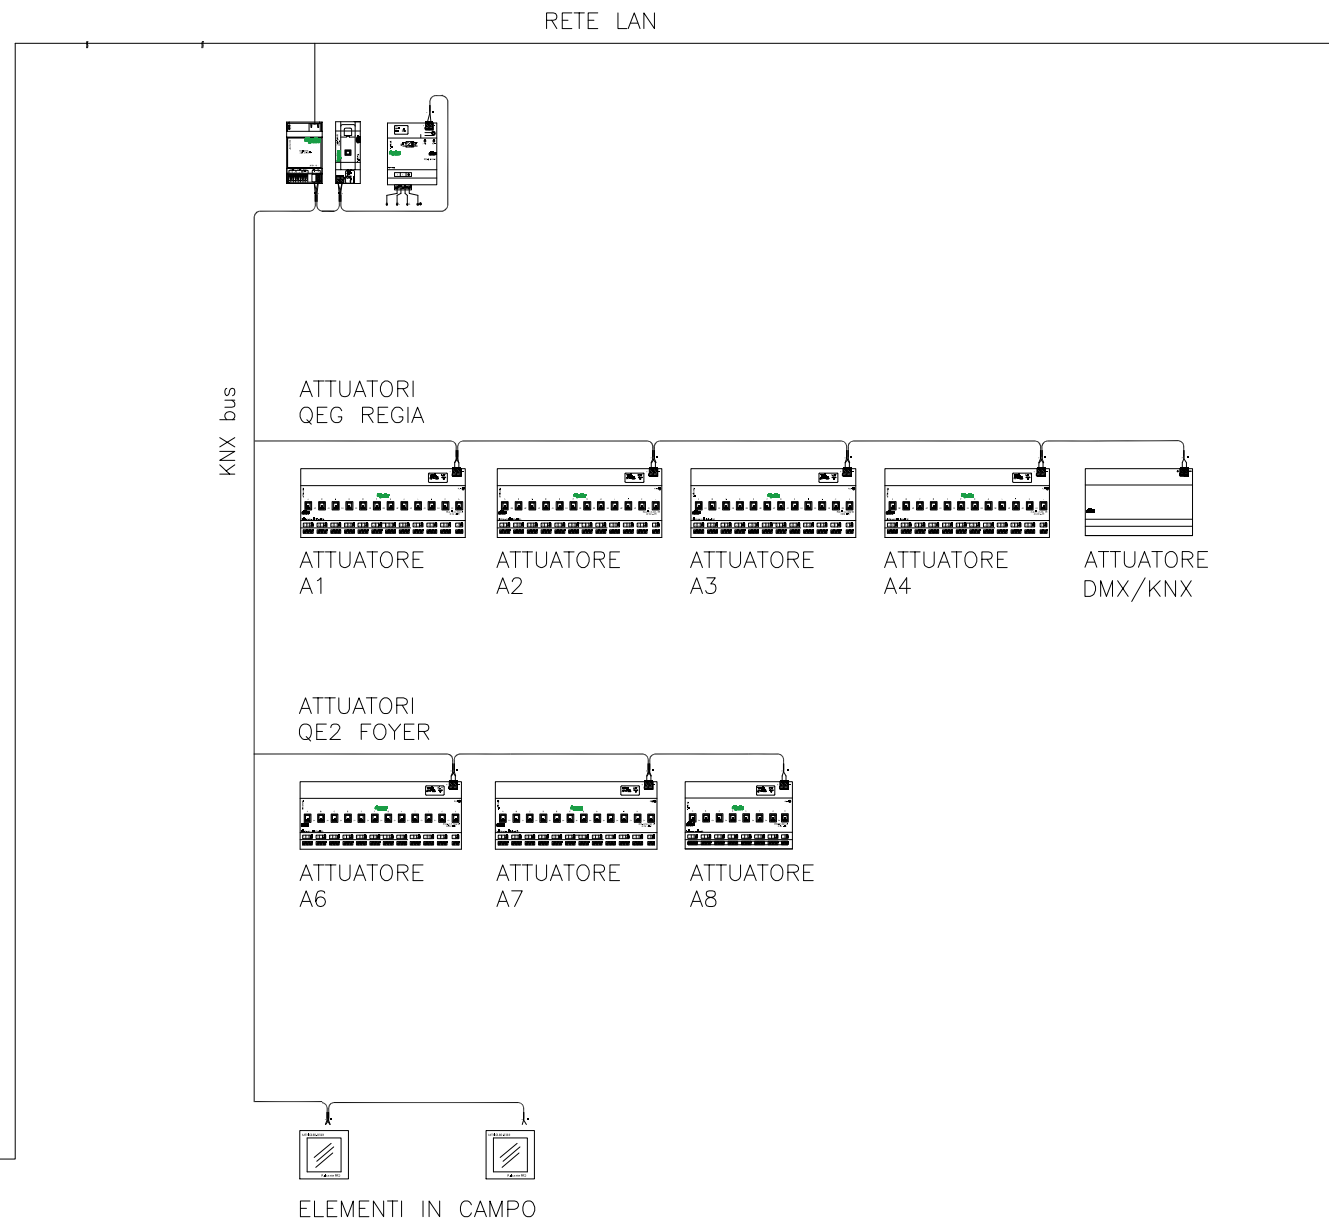 RETE LAN
KNX bus
ATTUATORI
QEG REGIA
ATTUATORE
A1
ATTUATORE
A2
ATTUATORE
A3
ATTUATORE
A4
ATTUATORE
DMX/KNX
ATTUATORI
QE2 FOYER
ATTUATORE
A6
ATTUATORE
A7
ATTUATORE
A8
ELEMENTI IN CAMPO